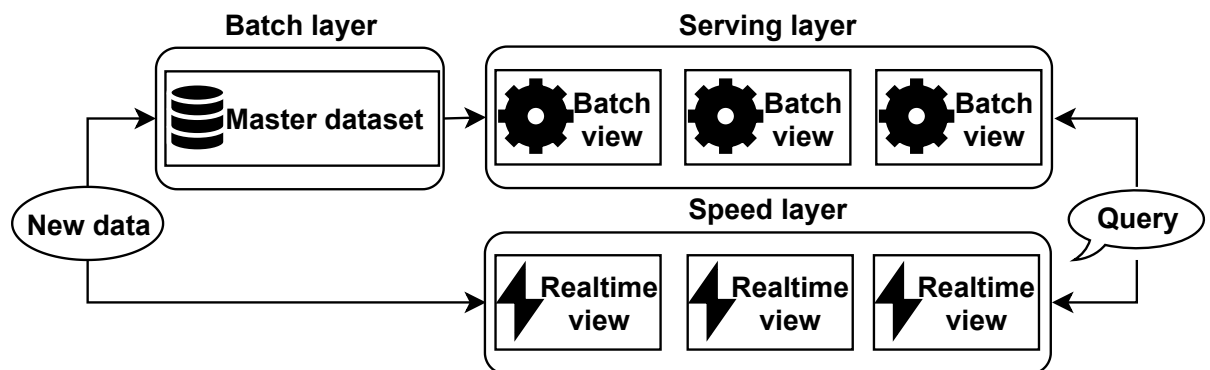 Batch layer
Serving layer
Master dataset
Batch
view
Batch
view
Batch
view
New data
Speed layer
Query
Realtime
view
Realtime
view
Realtime
view